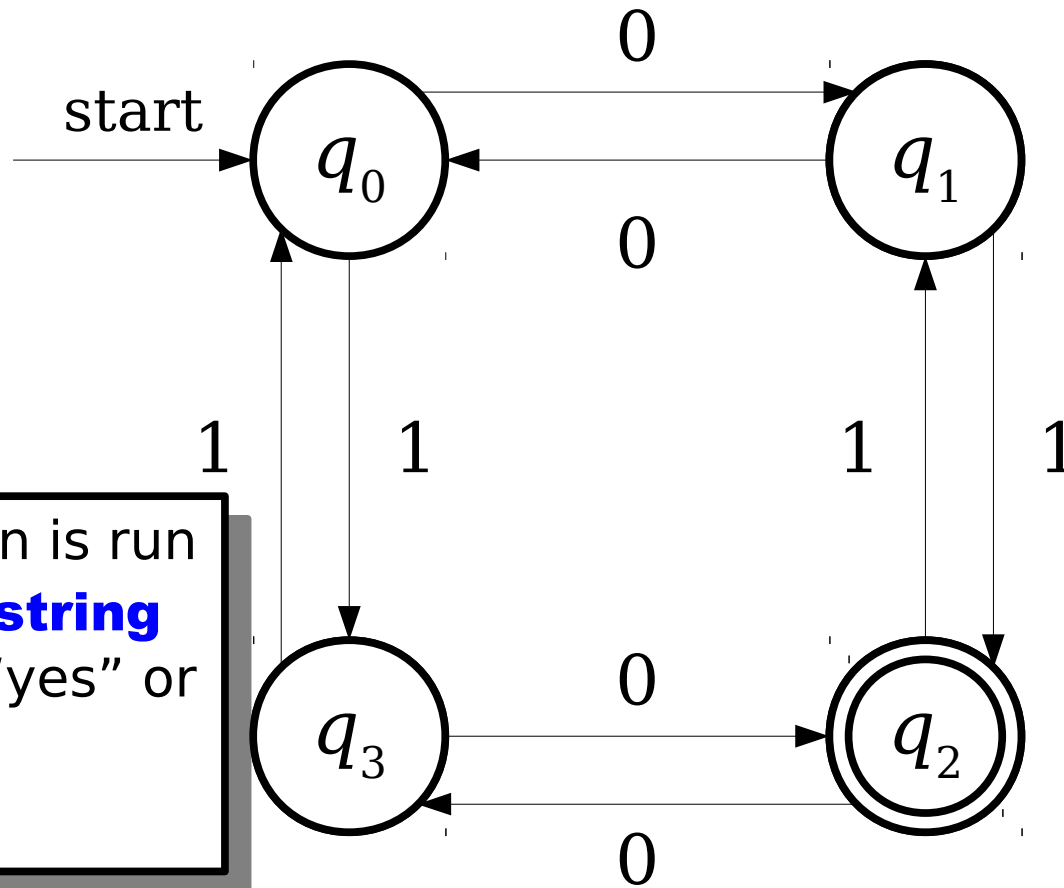 0
start
q0
q1
0
1
1
1
1
n is run
string
“yes” or
0
q3
q2
0